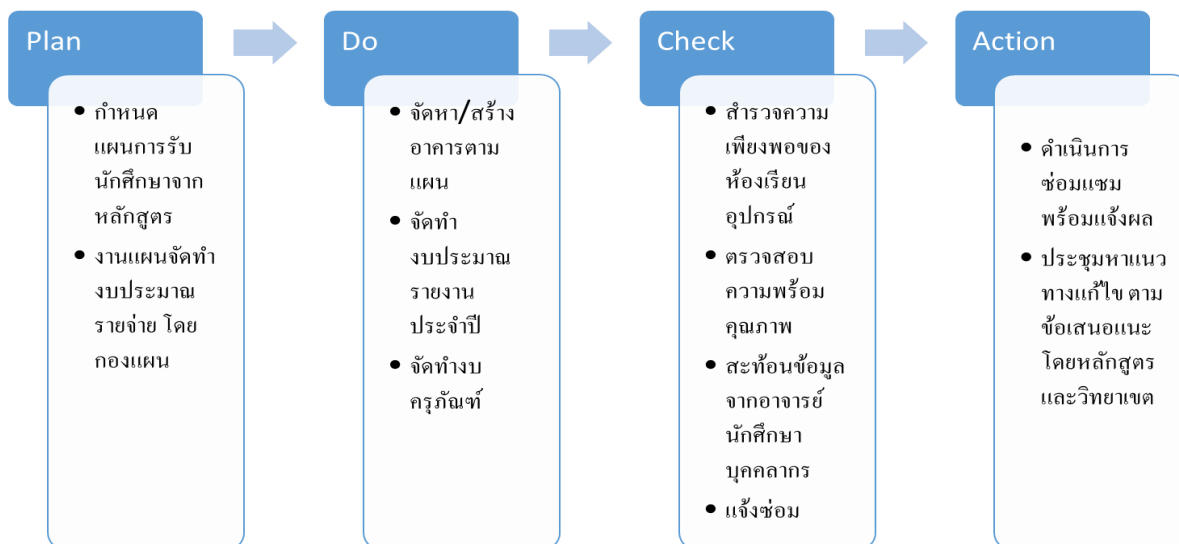 Plan
• กำหนด
แผนการรับ
นักศึกษาจาก
หลักสูตร
• งานแผนจัดทำ
งบประมาณ
รายจ่าย โดย
กองแผน
Do
• จัดหา/สร้าง
อาคารตาม
แผน
• จัดทำ
งบประมาณ
รายงาน
ประจำปี
• จัดทำงบ
ครุภัณฑ์
Check
• สำรวจความ
เพียงพอของ
ห้องเรียน
อุปกรณ์
• ตรวจสอบ
ความพร้อม
คุณภาพ
• สะท้อนข้อมูล
จากอาจารย์
นักศึกษา
บุคคลากร
• แจ้งซ่อม
Action
• ดำเนินการ
ซ่อมแซม
พร้อมแจ้งผล
• ประชุมหาแนว
ทางแก้ไข ตาม
ข้อเสนอแนะ
โดยหลักสูตร
และวิทยาเขต